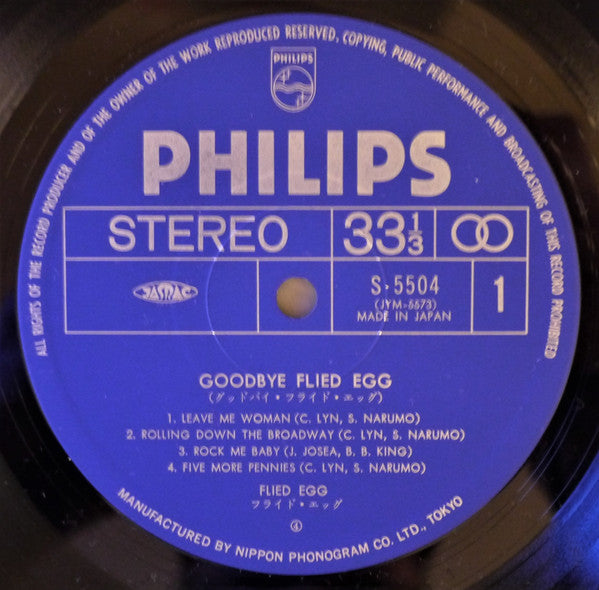 ALL RIGHTS OF THE RECORD PRODUCER AND OF THE OWNER OF THE WORK REPRODUCED RESERVED, COPYING, PUBLIC PERFORMANCE AND BROADCASTING OF THIS RECORD PROHIBITED.
PHILIPS
PHILIPS
STEREO 33 1/3
JASRAC
S-5504
(JYM-5573)
MADE IN JAPAN
1
GOODBYE FLIED EGG
(グッドバイ・フライド・エッグ)
1. LEAVE ME WOMAN (C. LYN, S. NARUMO)
2. ROLLING DOWN THE BROADWAY (C. LYN, S. NARUMO)
3. ROCK ME BABY (J. JOSEA, B. B. KING)
4. FIVE MORE PENNIES (C. LYN, S. NARUMO)
FLIED EGG
フライド・エッグ
④
MANUFACTURED BY NIPPON PHONOGRAM CO. LTD., TOKYO